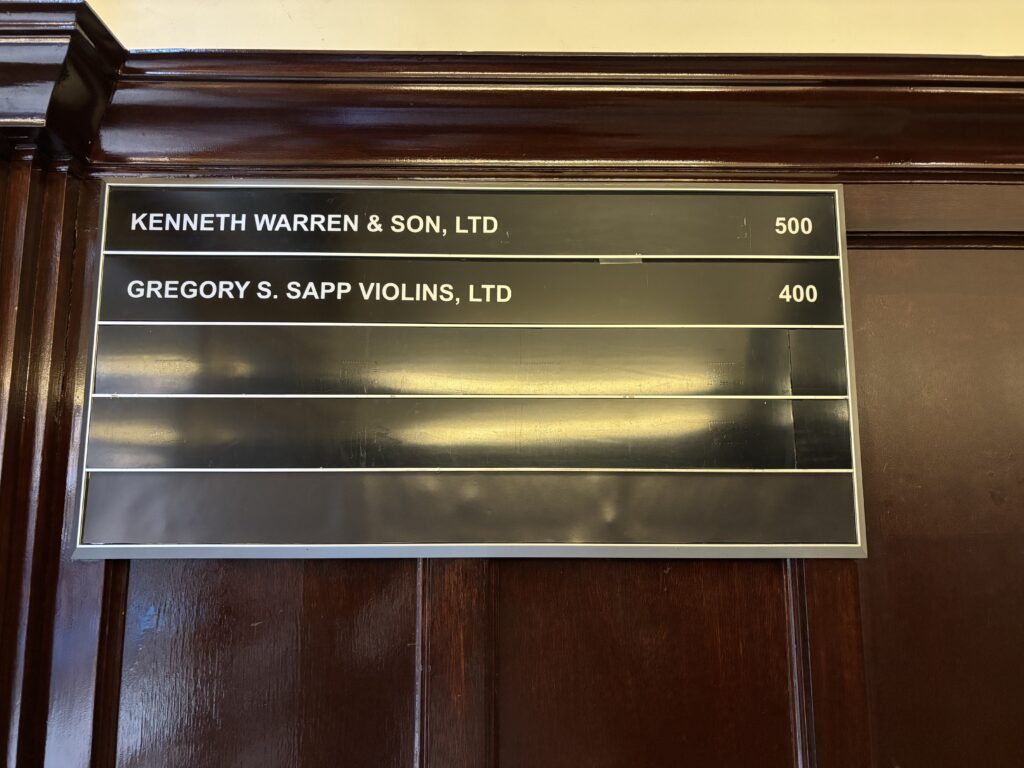 KENNETH WARREN & SON, LTD 500
GREGORY S. SAPP VIOLINS, LTD 400